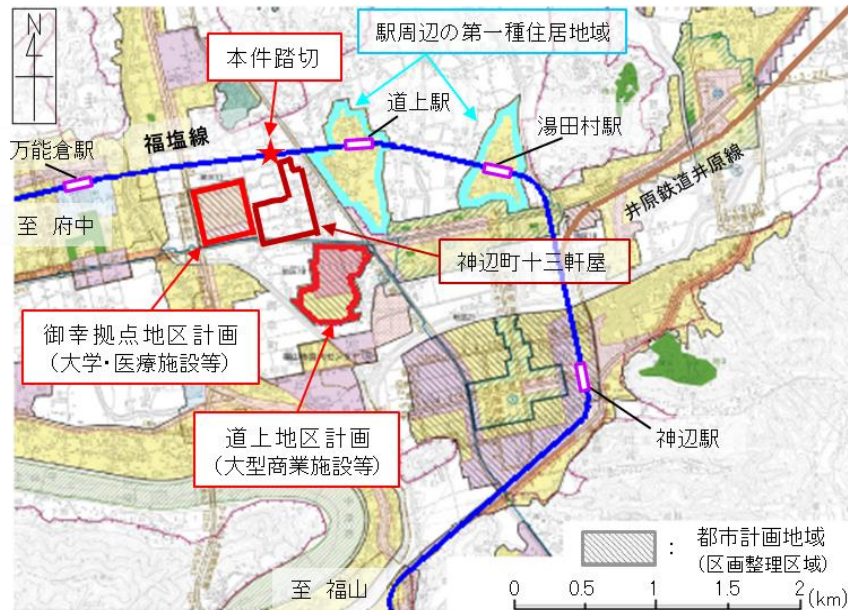 N
本件踏切
駅周辺の第一種住居地域
道上駅
湯田村駅
福塩線
万能倉駅
井原鉄道井原線
至 府中
神辺町十三軒屋
御幸拠点地区計画
(大学・医療施設等)
道上地区計画
(大型商業施設等)
神辺駅
至 福山
: 都市計画地域
(区画整理区域)
0 0.5 1 1.5 2 (km)